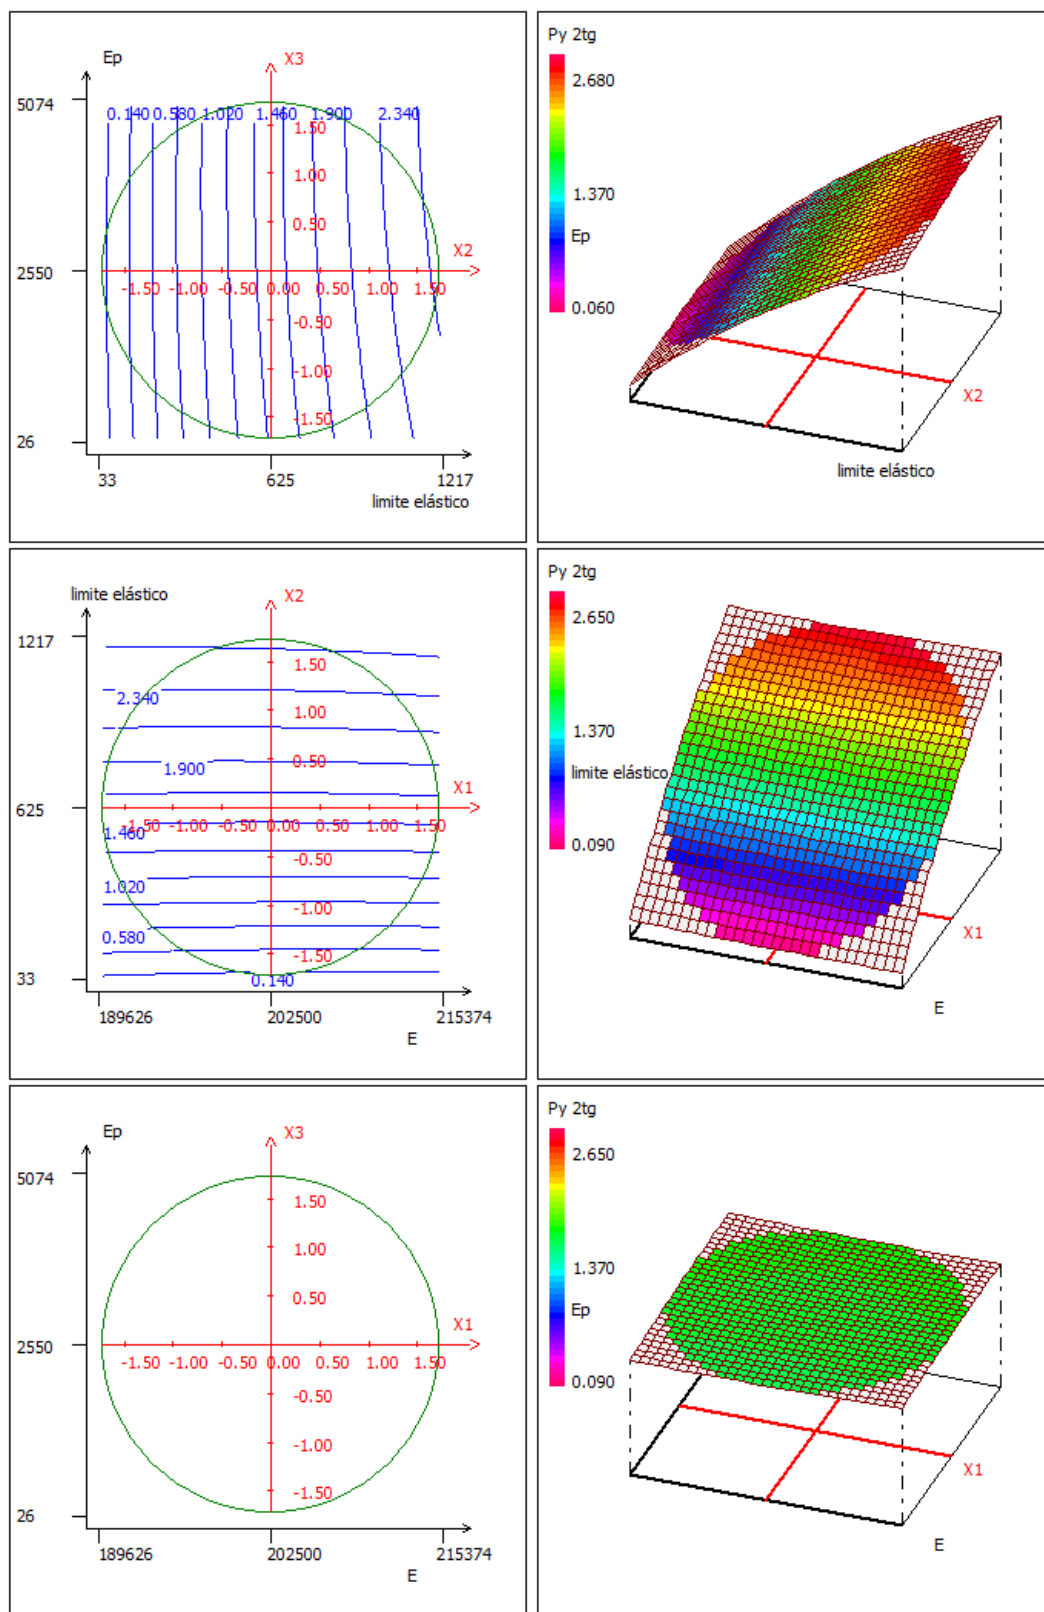 Ep
X3
5074
0.140 0.580 1.020 1.460 1.900 2.340
1.50
1.00
0.50
X2
2550
-1.50 -1.00 -0.50 0.00 0.50 1.00 1.50
-0.50
-1.00
-1.50
26
33 625 1217
limite elástico
Py 2tg
2.680
1.370
Ep
0.060
X2
limite elástico
limite elástico
X2
1217
1.50
2.340
1.00
0.50
1.900
X1
625
-1.50 -1.00 -0.50 0.00 0.50 1.00 1.50
1.460
-0.50
1.020
-1.00
0.580
-1.50
33
0.140
189626 202500 215374
E
Py 2tg
2.650
1.370
limite elástico
0.090
X1
E
Ep
X3
5074
1.50
1.00
0.50
X1
2550
-1.50 -1.00 -0.50 0.00 0.50 1.00 1.50
-0.50
-1.00
-1.50
26
189626 202500 215374
E
Py 2tg
2.650
1.370
Ep
0.090
X1
E